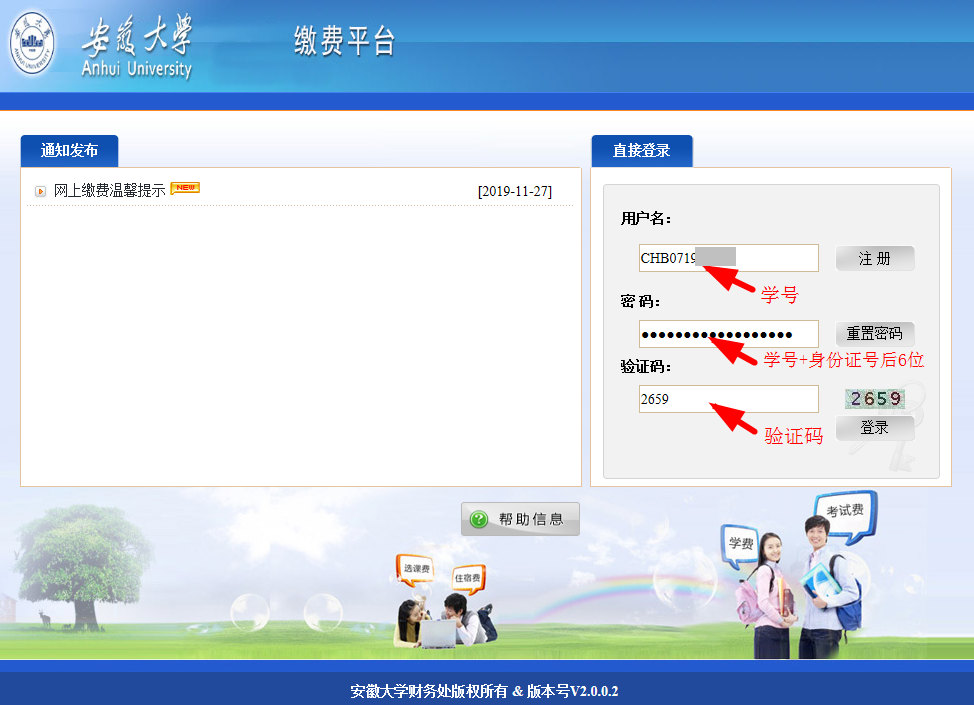 安徽大学
Anhui University
缴费平台
通知发布
网上缴费温馨提示 NEW [2019-11-27]
直接登录
用户名：
CHB0719
注 册
学号
密 码：
●●●●●●●●●●●●●●●●●●
重置密码
学号+身份证号后6位
验证码：
2659
2659
验证码
登录
帮助信息
考试费
学费
选课费
住宿费
安徽大学财务处版权所有 & 版本号V2.0.0.2